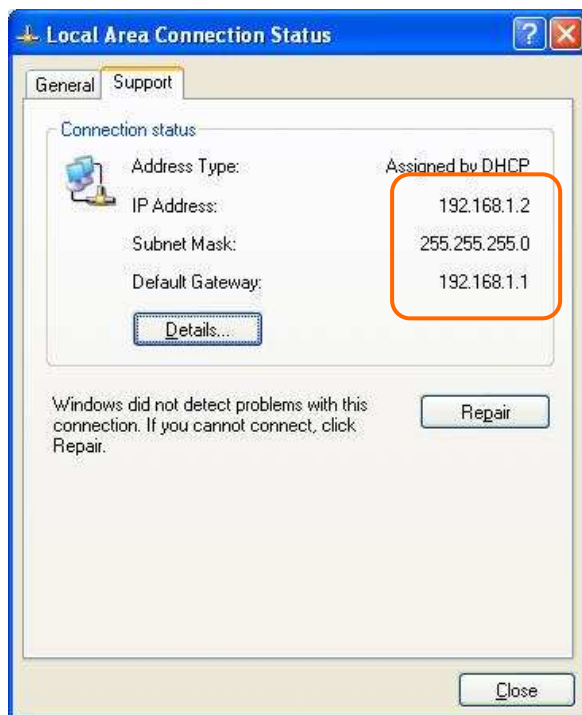 Local Area Connection Status
General
Support
Connection status
Address Type: Assigned by DHCP
IP Address: 192.168.1.2
Subnet Mask: 255.255.255.0
Default Gateway: 192.168.1.1
Details...
Windows did not detect problems with this
connection. If you cannot connect, click
Repair.
Repair
Close